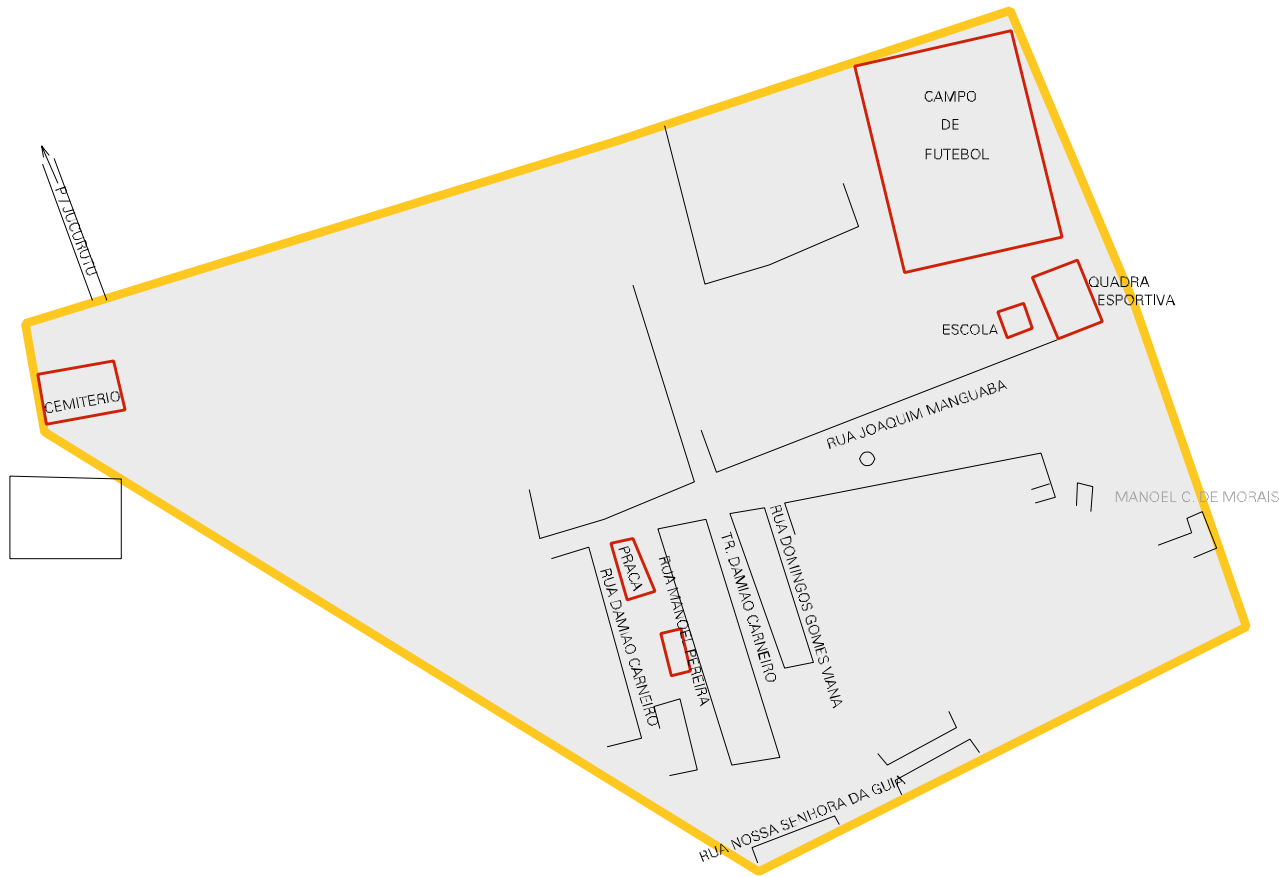 CAMPO
DE
FUTEBOL
P / JUCURUTU
QUADRA
ESPORTIVA
ESCOLA
CEMITERIO
RUA JOAQUIM MANGUABA
MANOEL C. DE MORAIS
PRACA
RUA DAMIAO CARNEIRO
RUA MANOEL PEREIRA
TR. DAMIAO CARNEIRO
RUA DOMINGOS GOMES VIANA
RUA NOSSA SENHORA DA GUIA